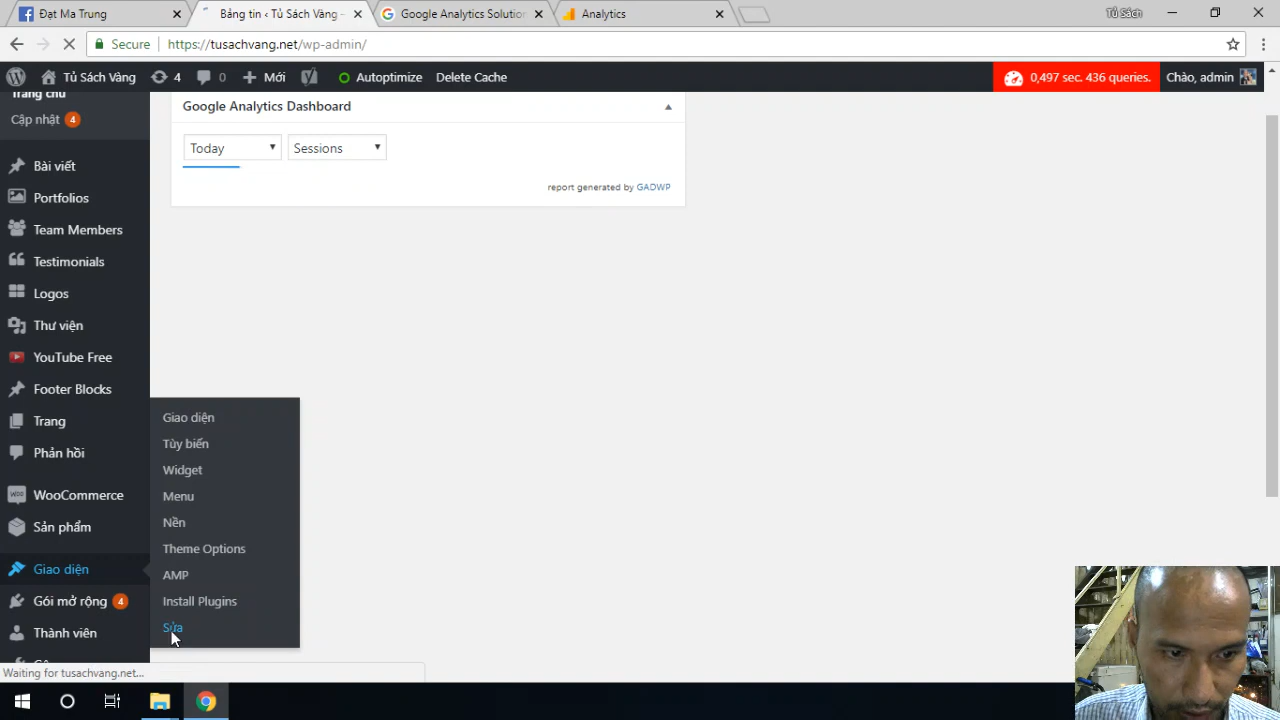 Đạt Ma Trung
Bảng tin ‹ Tủ Sách Vàng –
Google Analytics Solution
Analytics
Tủ Sách
Secure
https://tusachvang.net/wp-admin/
Tủ Sách Vàng
4
0
Mới
Autoptimize
Delete Cache
0,497 sec. 436 queries.
Chào, admin
Trang chủ
Cập nhật 4
Bài viết
Portfolios
Team Members
Testimonials
Logos
Thư viện
YouTube Free
Footer Blocks
Trang
Phản hồi
WooCommerce
Sản phẩm
Giao diện
Gói mở rộng 4
Thành viên
Google Analytics Dashboard
Today
Sessions
report generated by GADWP
Giao diện
Tùy biến
Widget
Menu
Nền
Theme Options
AMP
Install Plugins
Sửa
Waiting for tusachvang.net...